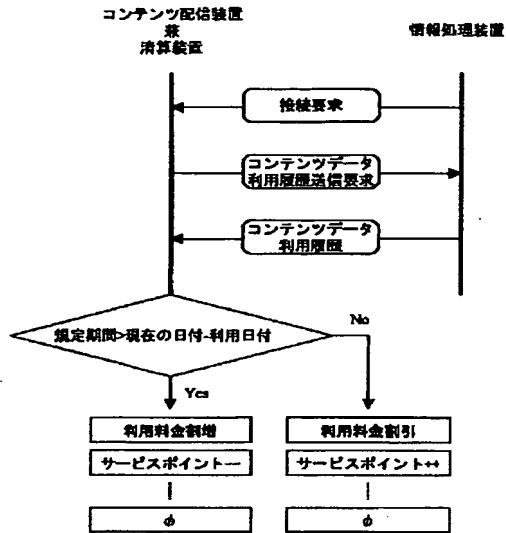 コンテンツ配信装置
兼
清算装置
情報処理装置
接続要求
コンテンツデータ
利用履歴送信要求
コンテンツデータ
利用履歴
規定期間>現在の日付-利用日付
No
Yes
利用料金割増
利用料金割引
サービスポイント--
サービスポイント++
φ
φ